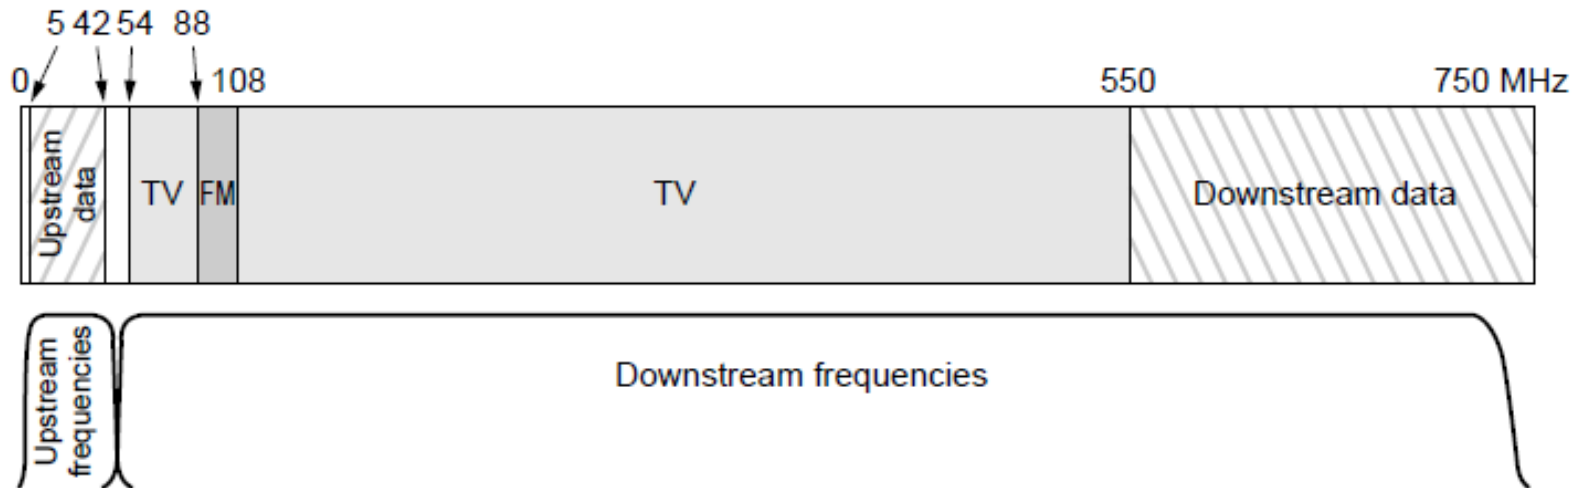 5 42 54 88
0 108 550 750 MHz
Upstream
data
TV
FM
TV
Downstream data
Upstream
frequencies
Downstream frequencies